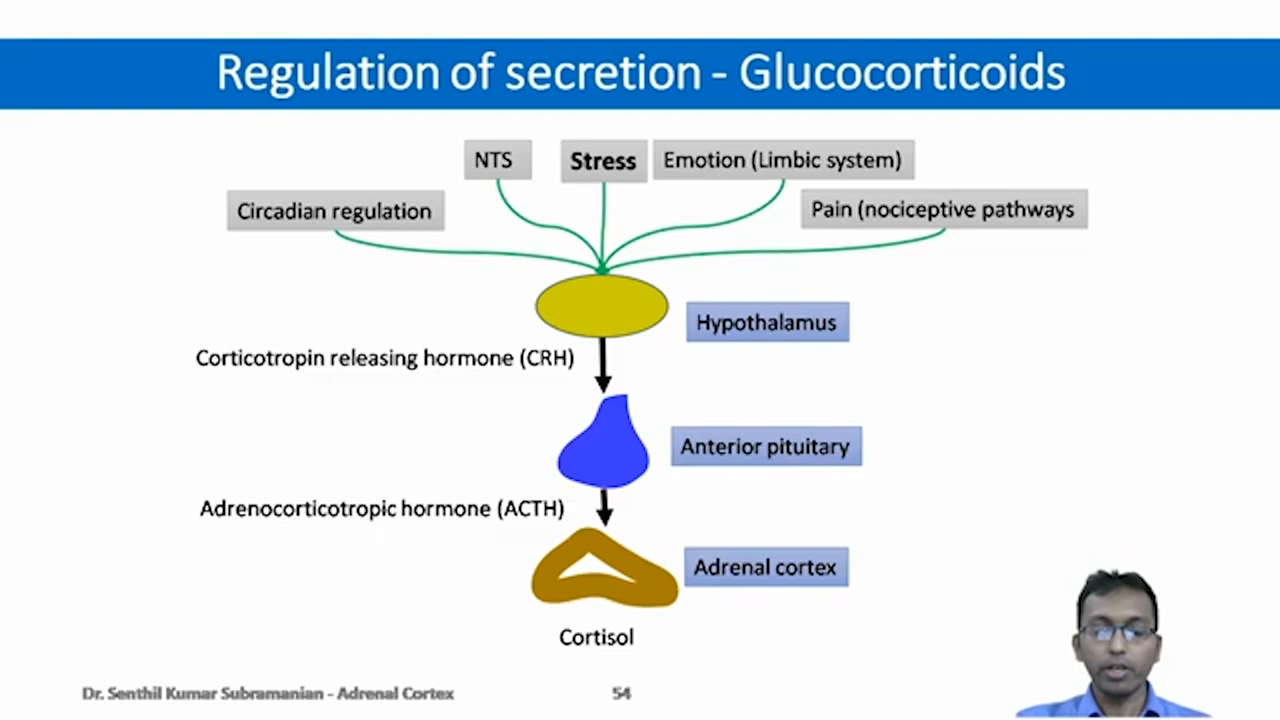 Regulation of secretion - Glucocorticoids
NTS
Stress
Emotion (Limbic system)
Circadian regulation
Pain (nociceptive pathways
Hypothalamus
Corticotropin releasing hormone (CRH)
Anterior pituitary
Adrenocorticotropic hormone (ACTH)
Adrenal cortex
Cortisol
Dr. Senthil Kumar Subramanian - Adrenal Cortex
54